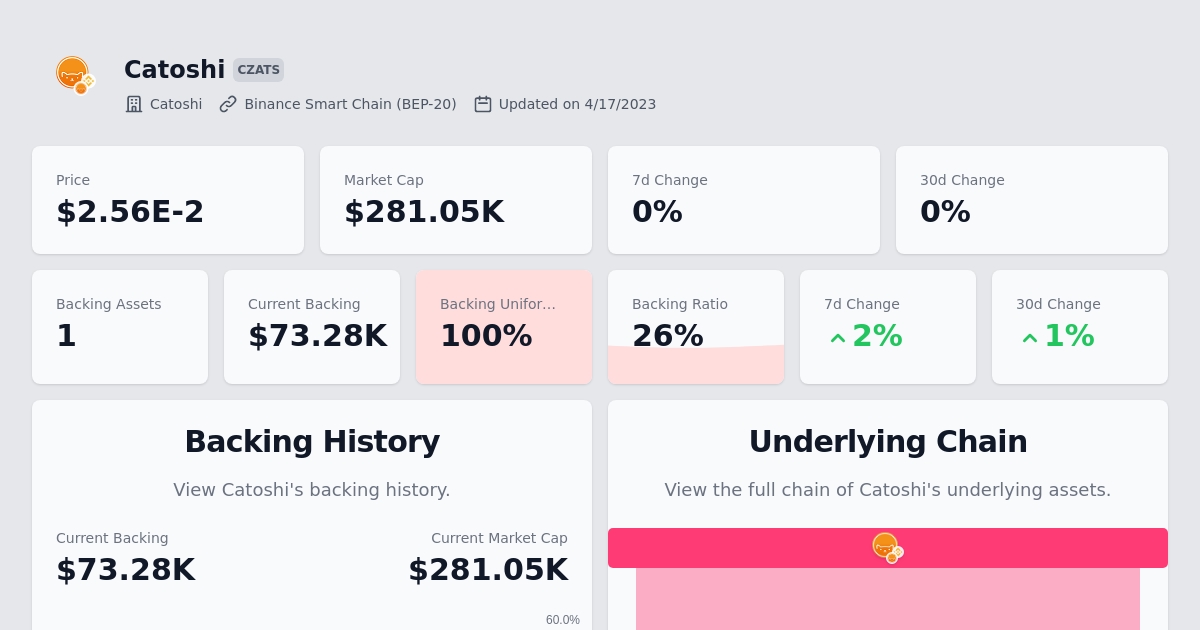 Catoshi CZATS
Catoshi Binance Smart Chain (BEP-20) Updated on 4/17/2023
Price Market Cap 7d Change 30d Change
$2.56E-2 $281.05K 0% 0%
Backing Assets Current Backing Backing Unifor... Backing Ratio 7d Change 30d Change
1 $73.28K 100% 26% 2% 1%
Backing History
View Catoshi's backing history.
Current Backing Current Market Cap
$73.28K $281.05K
60.0%
Underlying Chain
View the full chain of Catoshi's underlying assets.